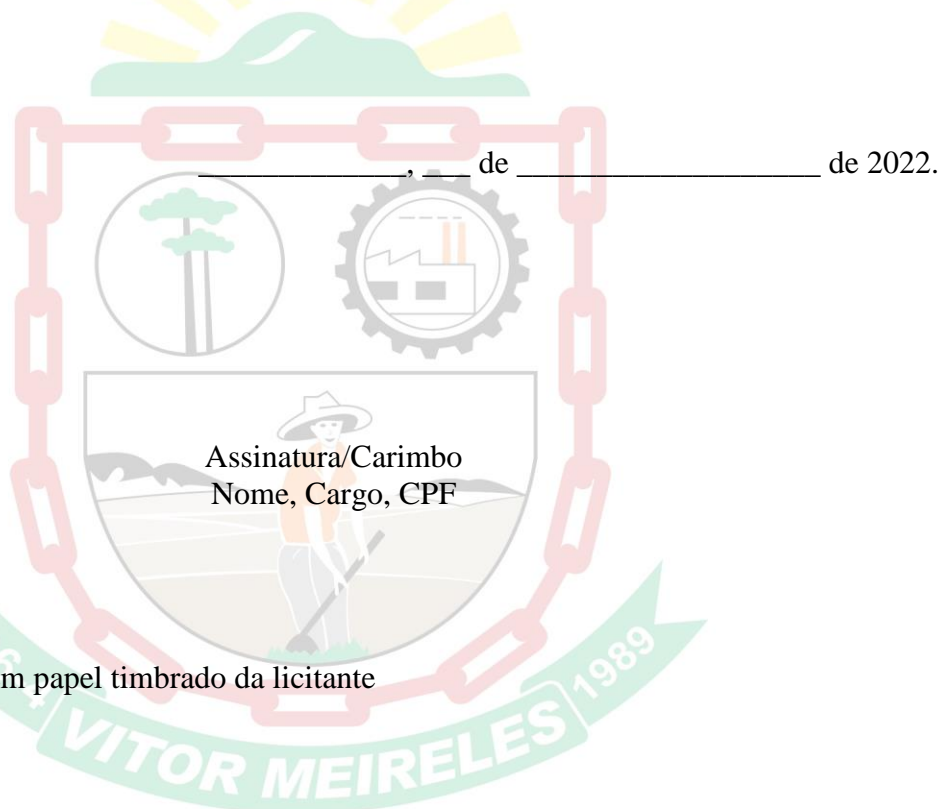 _____________, ___ de ___________________ de 2022.
Assinatura/Carimbo
Nome, Cargo, CPF
m papel timbrado da licitante
VITOR MEIRELES
1989